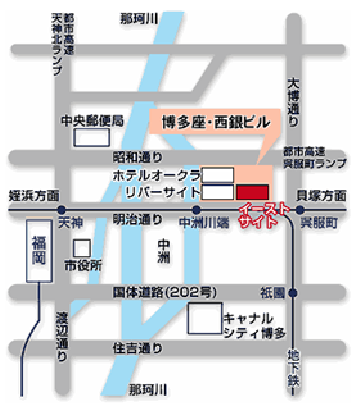 那珂川
都市高速
天神北ランプ
大博通り
中央郵便局
博多座・西銀ビル
昭和通り
都市高速
呉服町ランプ
ホテルオークラ
リバーサイト
姪浜方面
貝塚方面
イースト
サイト
天神
明治通り
中洲川端
呉服町
福岡
市役所
中洲
国体道路(202号)
祇園
渡辺通り
キャナル
シティ博多
住吉通り
地下鉄
那珂川